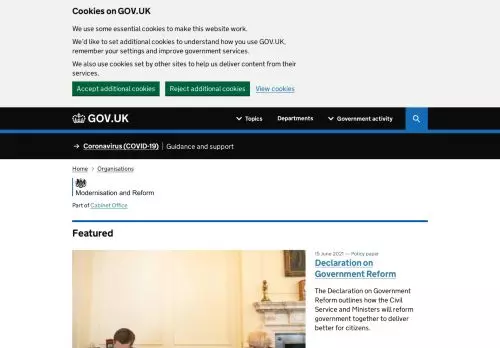 Cookies on GOV.UK
We use some essential cookies to make this website work.
We'd like to set additional cookies to understand how you use GOV.UK,
remember your settings and improve government services.
We also use cookies set by other sites to help us deliver content from their
services.
Accept additional cookies Reject additional cookies View cookies
GOV.UK Topics Departments Government activity
→ Coronavirus (COVID-19) Guidance and support
Home Organisations
Modernisation and Reform
Part of Cabinet Office
Featured
15 June 2021 — Policy paper
Declaration on
Government Reform
The Declaration on Government
Reform outlines how the Civil
Service and Ministers will reform
government together to deliver
better for citizens.